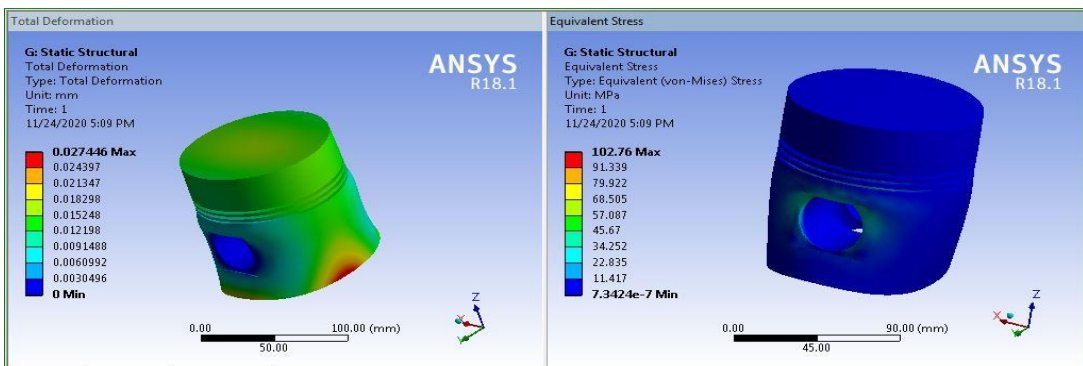 Total Deformation
G: Static Structural
Total Deformation
Type: Total Deformation
Unit: mm
Time: 1
11/24/2020 5:09 PM
ANSYS
R18.1
0.027446 Max
0.024397
0.021347
0.018298
0.015248
0.012198
0.0091488
0.0060992
0.0030496
0 Min
0.00
100.00 (mm)
50.00
X
Y
Z
Equivalent Stress
G: Static Structural
Equivalent Stress
Type: Equivalent (von-Mises) Stress
Unit: MPa
Time: 1
11/24/2020 5:09 PM
ANSYS
R18.1
102.76 Max
91.339
79.922
68.505
57.087
45.67
34.252
22.835
11.417
7.3424e-7 Min
0.00
90.00 (mm)
45.00
X
Y
Z